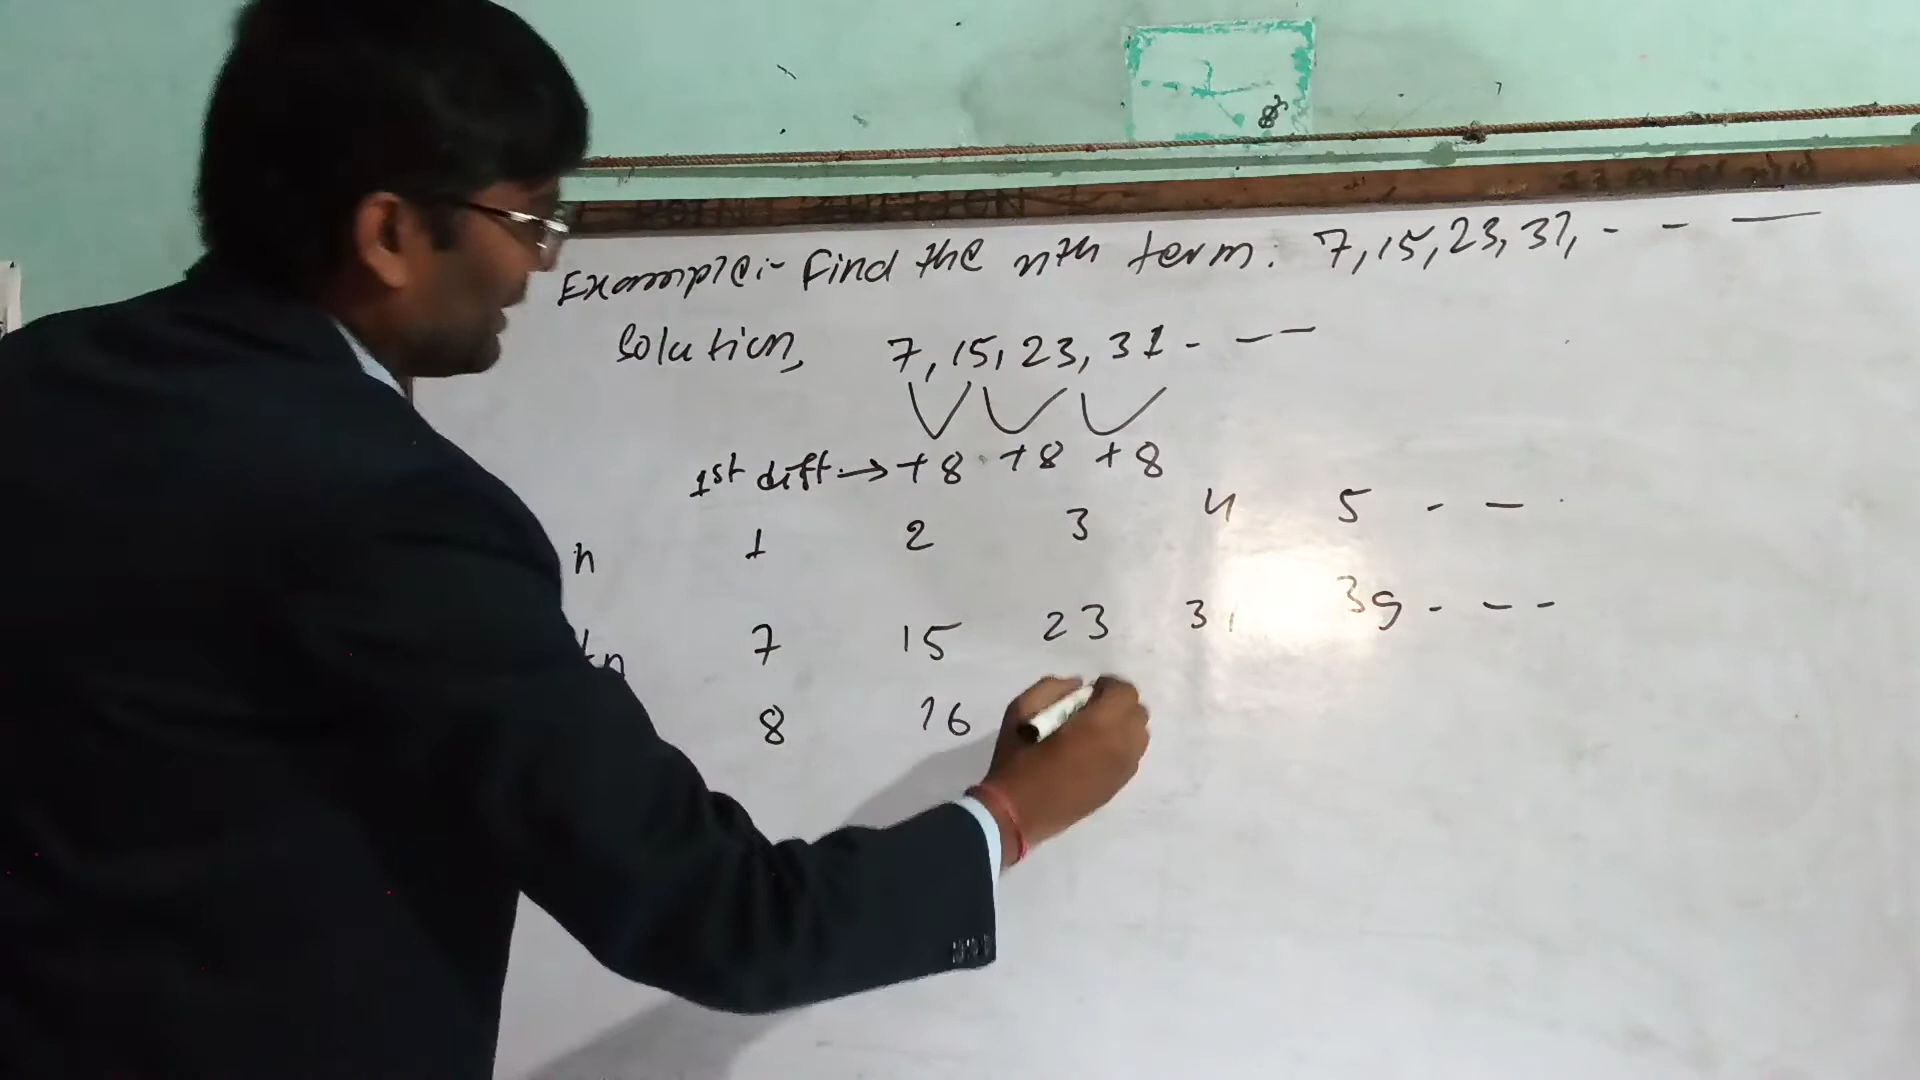 Example:- Find the nth term: 7, 15, 23, 31, - - —
Solution, 7, 15, 23, 31 - — —
1st diff. → +8 +8 +8
n 1 2 3 4 5 - —
tn 7 15 23 31 39 - - -
8 16